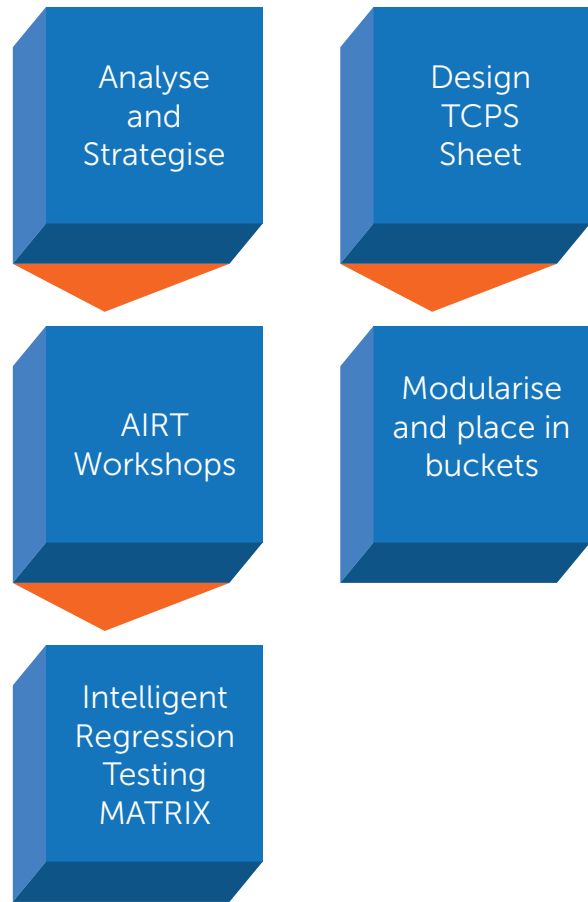 Analyse
and
Strategise
Design
TCPS
Sheet
AIRT
Workshops
Modularise
and place in
buckets
Intelligent
Regression
Testing
MATRIX